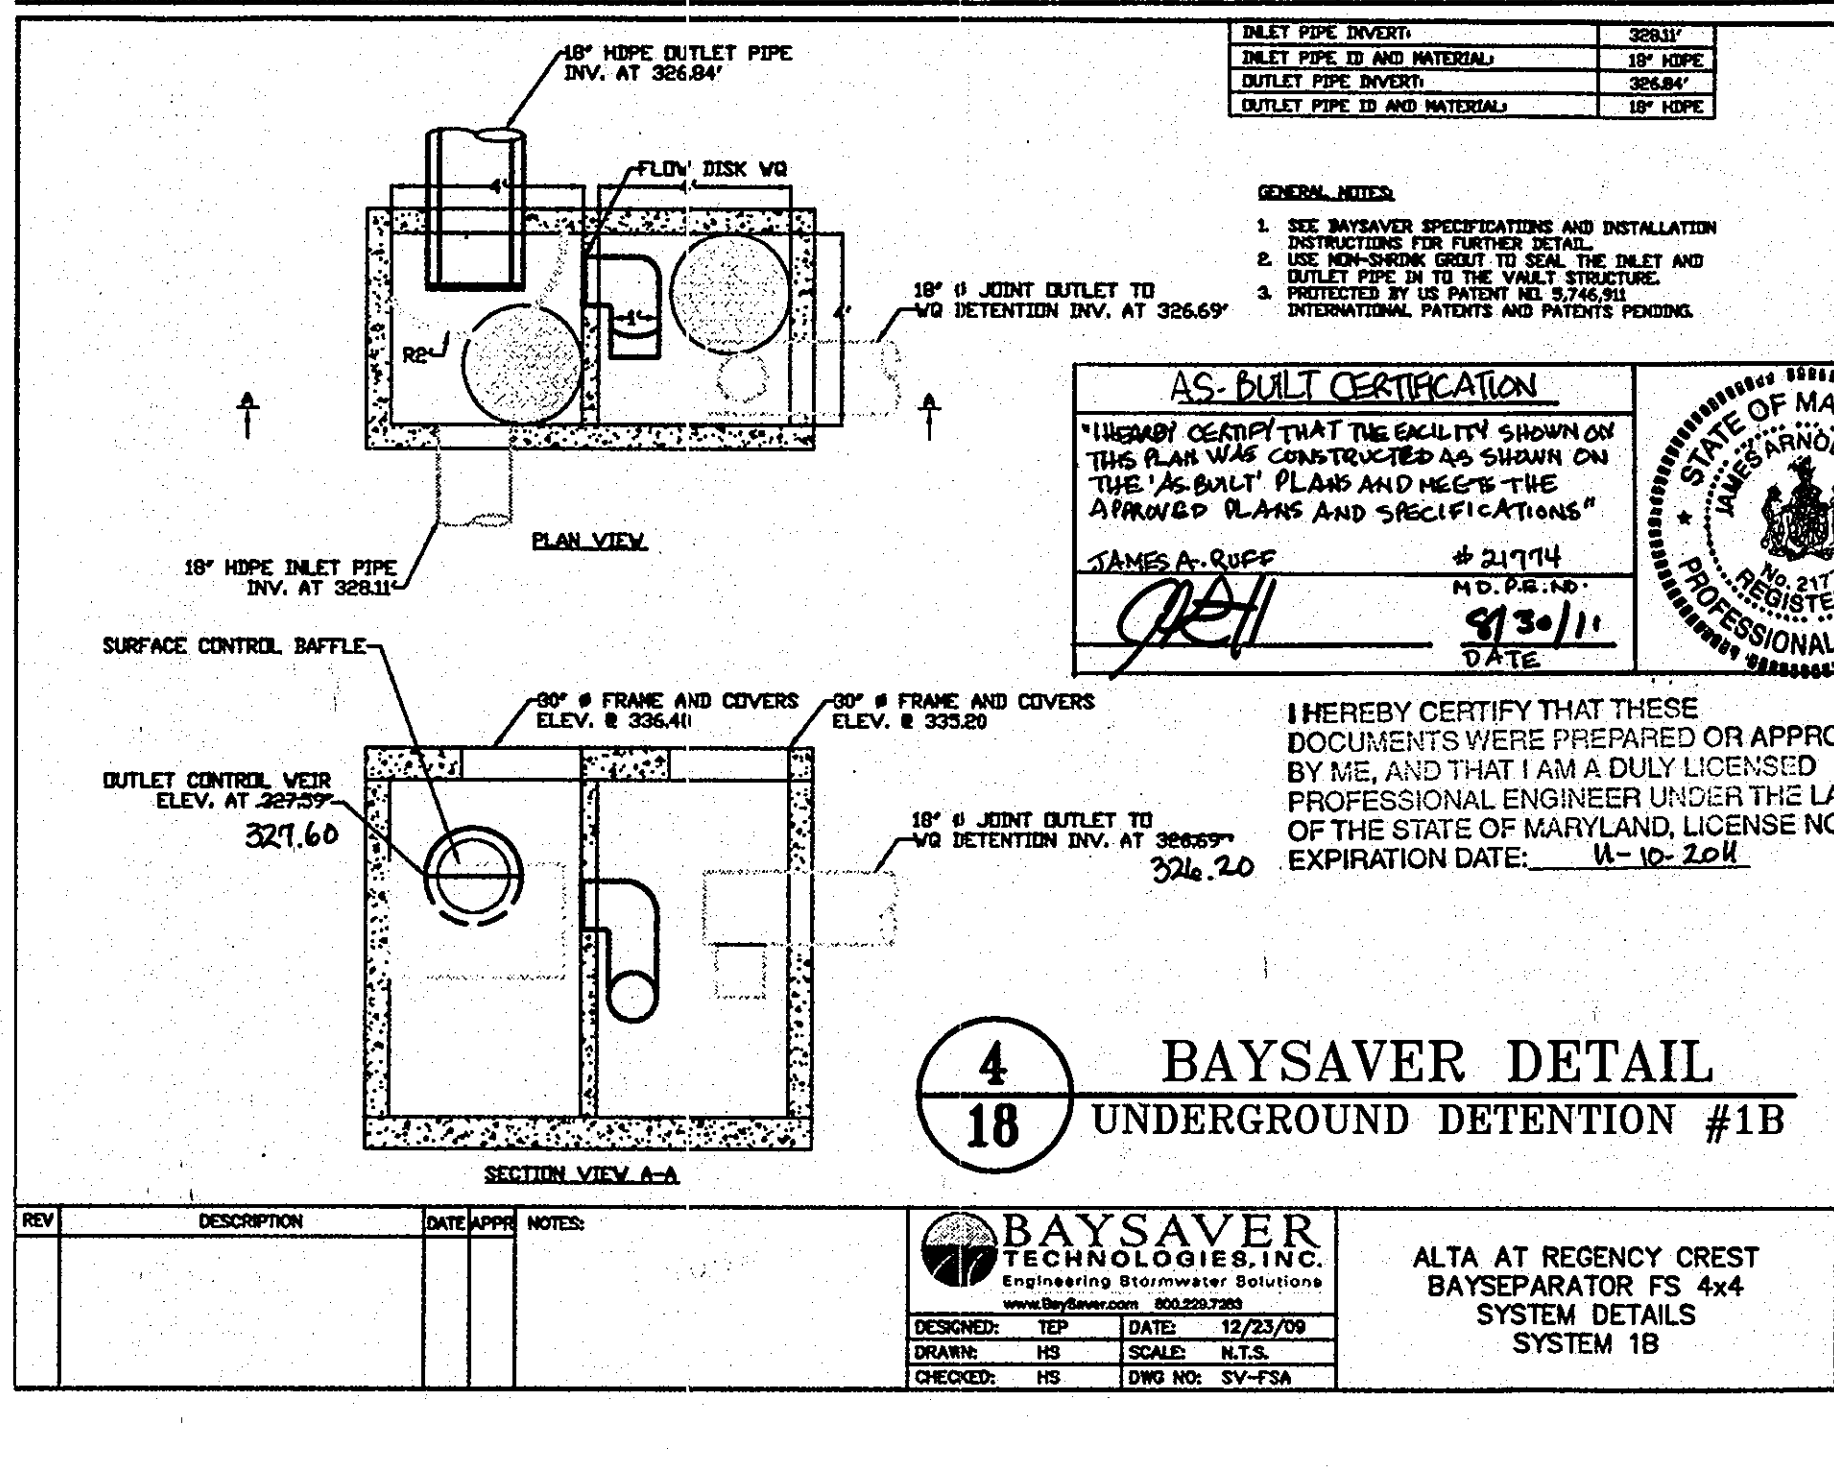 INLET PIPE INVERT: 328.11'
INLET PIPE ID AND MATERIAL: 18" HDPE
OUTLET PIPE INVERT: 326.84'
OUTLET PIPE ID AND MATERIAL: 18" HDPE
18" HDPE OUTLET PIPE
INV. AT 326.84'
FLOW DISK WQ
4'
4'
4'
1'
R2'
18" Ø JOINT OUTLET TO
WQ DETENTION INV. AT 326.69'
A
A
18" HDPE INLET PIPE
INV. AT 328.11'
PLAN VIEW
GENERAL NOTES:
1. SEE BAYSAVER SPECIFICATIONS AND INSTALLATION
INSTRUCTIONS FOR FURTHER DETAIL.
2. USE NON-SHRINK GROUT TO SEAL THE INLET AND
OUTLET PIPE IN TO THE VAULT STRUCTURE.
3. PROTECTED BY US PATENT NO. 5,746,911
INTERNATIONAL PATENTS AND PATENTS PENDING.
AS-BUILT CERTIFICATION
"I HEARBY CERTIFY THAT THE FACILITY SHOWN ON
THIS PLAN WAS CONSTRUCTED AS SHOWN ON
THE 'AS-BUILT' PLANS AND MEETS THE
APPROVED PLANS AND SPECIFICATIONS"
JAMES A. RUFF #21774
MD. P.E. NO.
8/30/11
DATE
STATE OF MA
JAMES ARNO
No. 217
REGISTE
PROFESSIONAL
I HEREBY CERTIFY THAT THESE
DOCUMENTS WERE PREPARED OR APPRO
BY ME, AND THAT I AM A DULY LICENSED
PROFESSIONAL ENGINEER UNDER THE LA
OF THE STATE OF MARYLAND, LICENSE NO
EXPIRATION DATE: 11-10-2011
SURFACE CONTROL BAFFLE
30" Ø FRAME AND COVERS
ELEV. @ 336.40
30" Ø FRAME AND COVERS
ELEV. @ 335.20
OUTLET CONTROL WEIR
ELEV. AT 327.59'
327.60
18" Ø JOINT OUTLET TO
WQ DETENTION INV. AT 326.69'
326.20
SECTION VIEW A-A
4
18
BAYSAVER DETAIL
UNDERGROUND DETENTION #1B
REV DESCRIPTION DATE APPR NOTES:
BAYSAVER
TECHNOLOGIES, INC.
Engineering Stormwater Solutions
www.BaySaver.com 800.229.7283
DESIGNED: TEP DATE: 12/23/09
DRAWN: HS SCALE: N.T.S.
CHECKED: HS DWG NO: SV-FSA
ALTA AT REGENCY CREST
BAYSEPARATOR FS 4x4
SYSTEM DETAILS
SYSTEM 1B